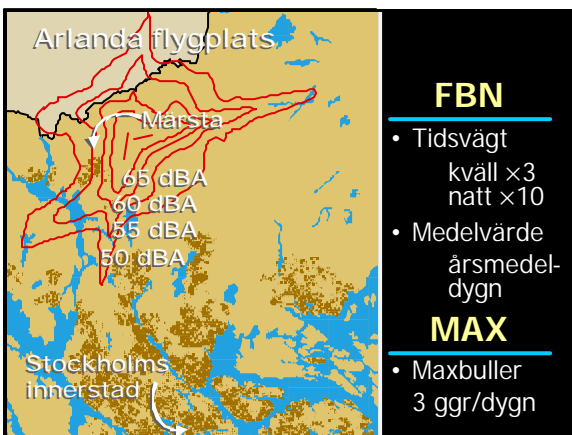 Arlanda flygplats
Märsta
65 dBA
60 dBA
55 dBA
50 dBA
Stockholms
innerstad
FBN
• Tidsvägt
kväll ×3
natt ×10
• Medelvärde
årsmedel-
dygn
MAX
• Maxbuller
3 ggr/dygn